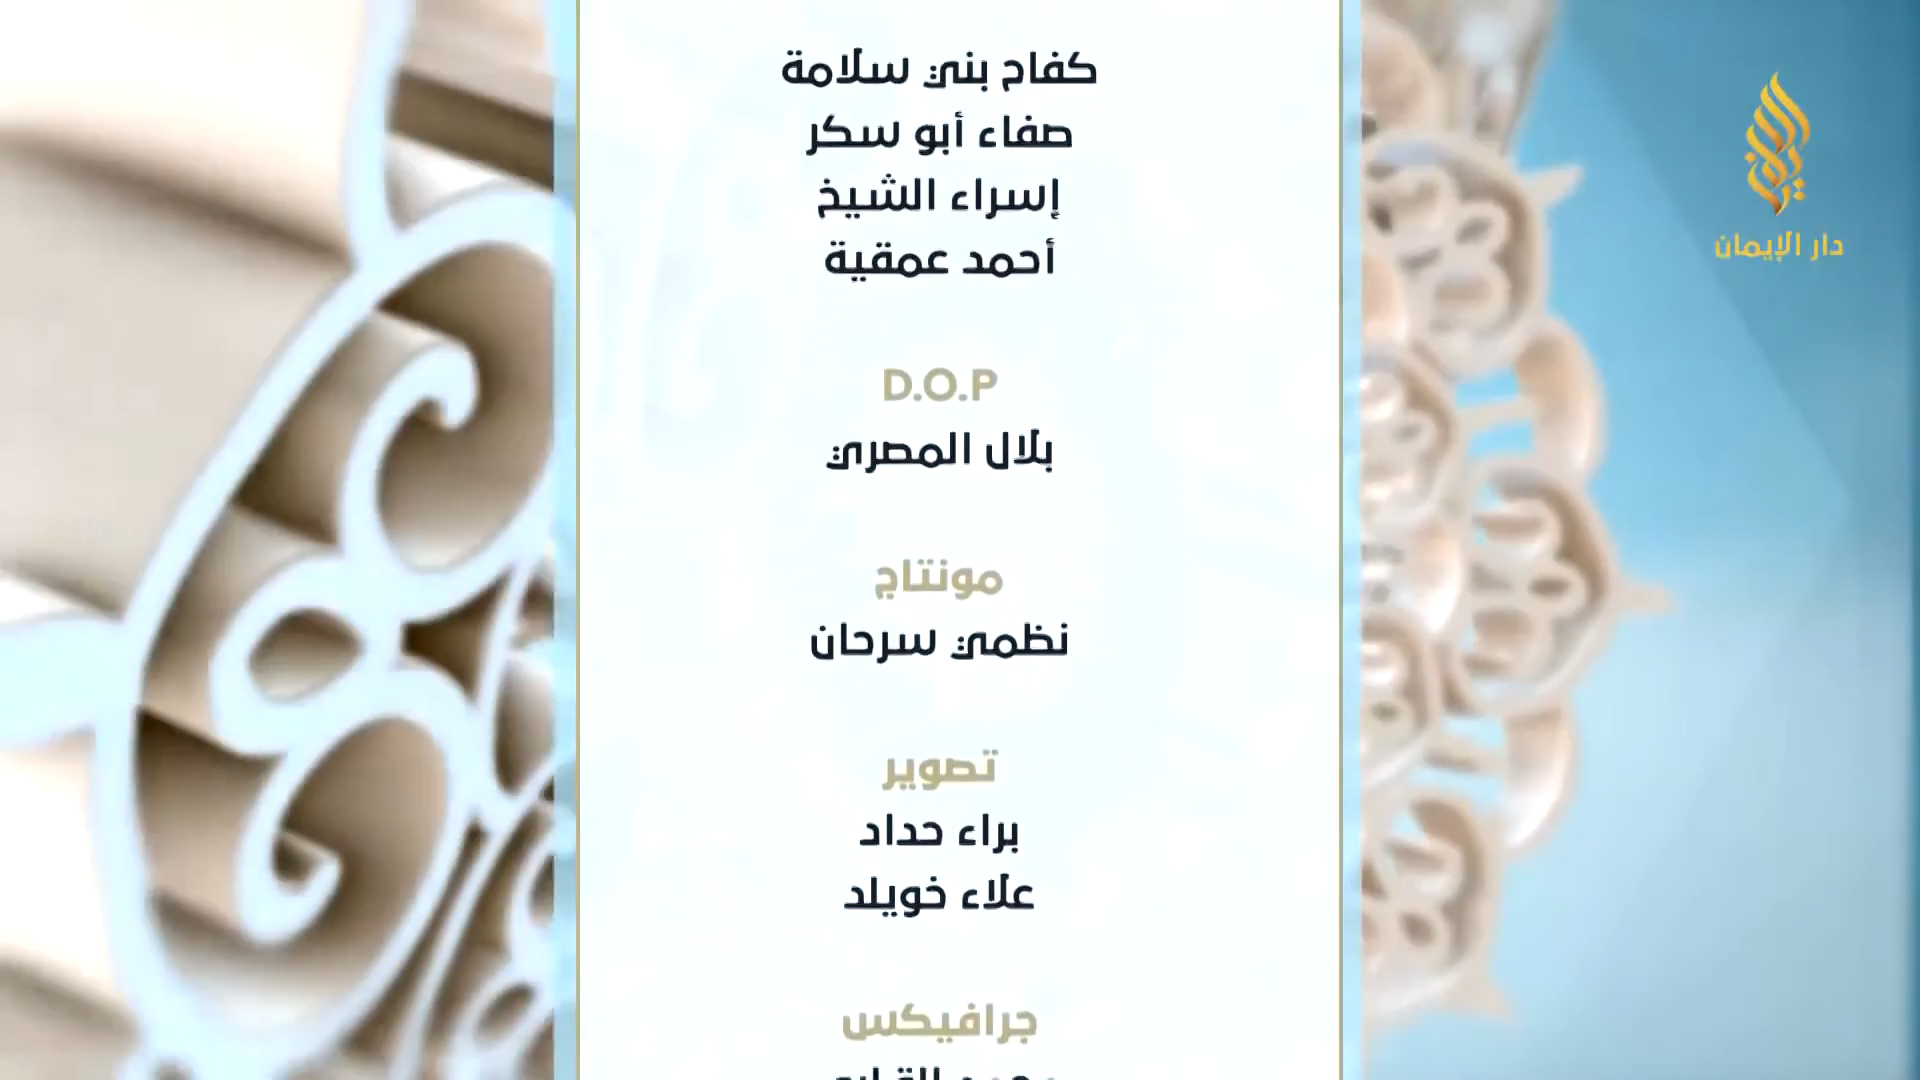 كفاح بني سلامة
صفاء أبو سكر
إسراء الشيخ
أحمد عمقية
D.O.P
بلال المصري
مونتاج
نظمي سرحان
تصوير
براء حداد
علاء خويلد
جرافيكس
دار الإيمان